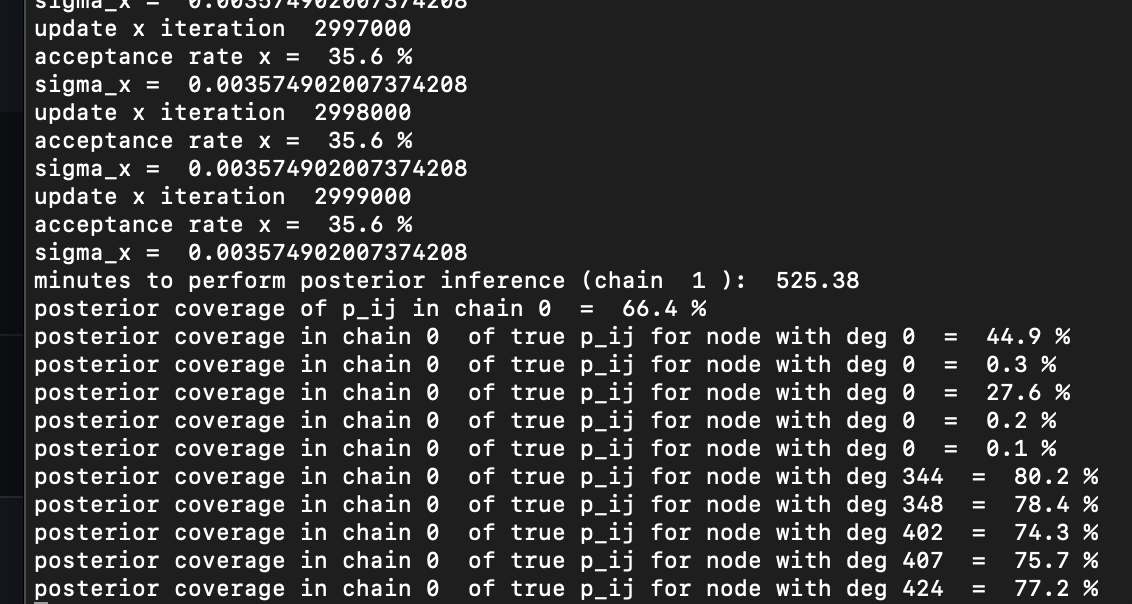 sigma_x =  0.003574902007374208
update x iteration  2997000
acceptance rate x =  35.6 %
sigma_x =  0.003574902007374208
update x iteration  2998000
acceptance rate x =  35.6 %
sigma_x =  0.003574902007374208
update x iteration  2999000
acceptance rate x =  35.6 %
sigma_x =  0.003574902007374208
minutes to perform posterior inference (chain  1 ):  525.38
posterior coverage of p_ij in chain 0  =  66.4 %
posterior coverage in chain 0  of true p_ij for node with deg 0  =  44.9 %
posterior coverage in chain 0  of true p_ij for node with deg 0  =  0.3 %
posterior coverage in chain 0  of true p_ij for node with deg 0  =  27.6 %
posterior coverage in chain 0  of true p_ij for node with deg 0  =  0.2 %
posterior coverage in chain 0  of true p_ij for node with deg 0  =  0.1 %
posterior coverage in chain 0  of true p_ij for node with deg 344  =  80.2 %
posterior coverage in chain 0  of true p_ij for node with deg 348  =  78.4 %
posterior coverage in chain 0  of true p_ij for node with deg 402  =  74.3 %
posterior coverage in chain 0  of true p_ij for node with deg 407  =  75.7 %
posterior coverage in chain 0  of true p_ij for node with deg 424  =  77.2 %